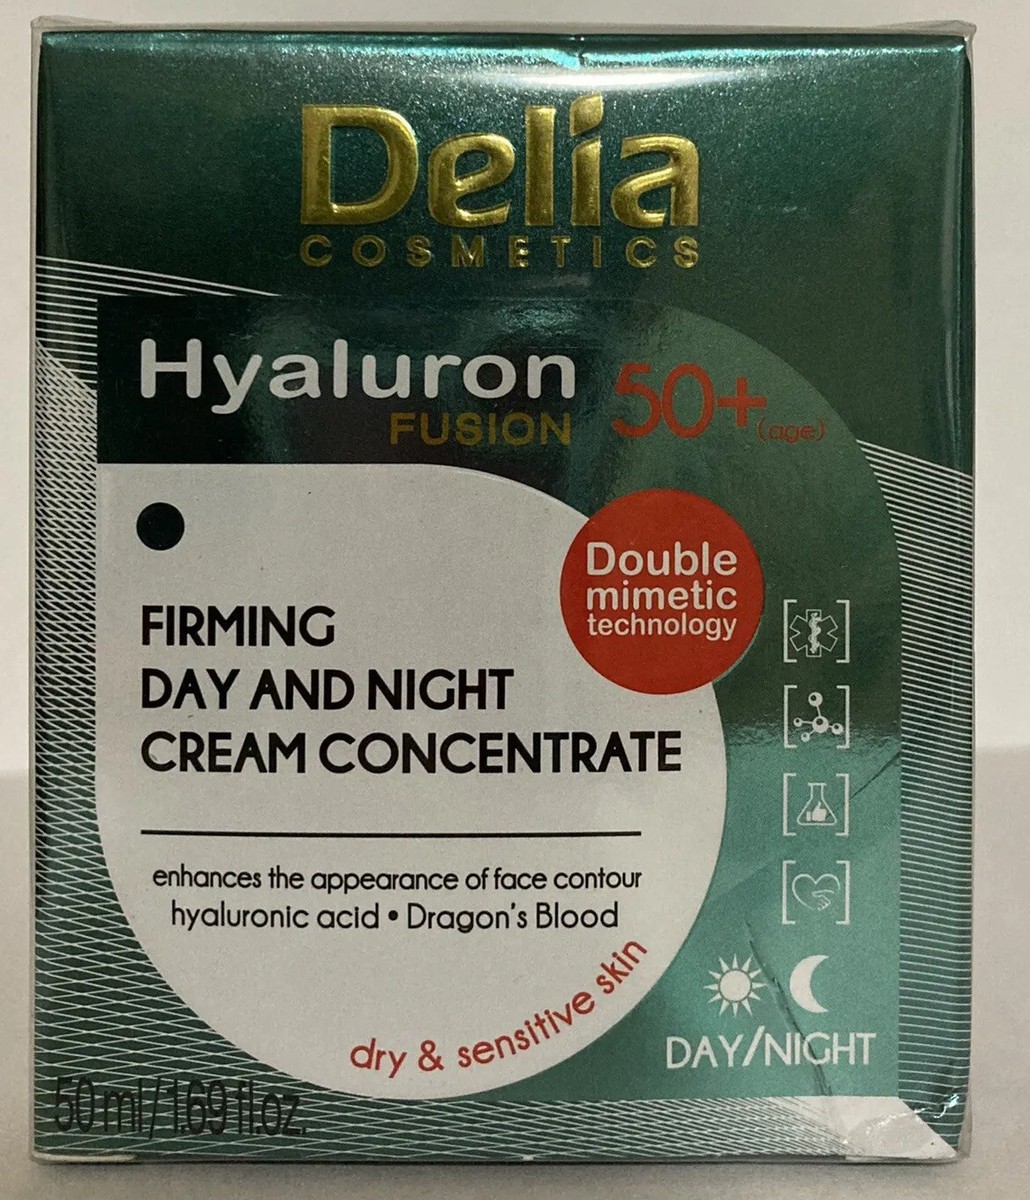 Delia
COSMETICS
Hyaluron
FUSION
50+ (age)
Double
mimetic
technology
FIRMING
DAY AND NIGHT
CREAM CONCENTRATE
enhances the appearance of face contour
hyaluronic acid • Dragon's Blood
dry & sensitive skin
DAY/NIGHT
50 ml/1.69 fl.oz.